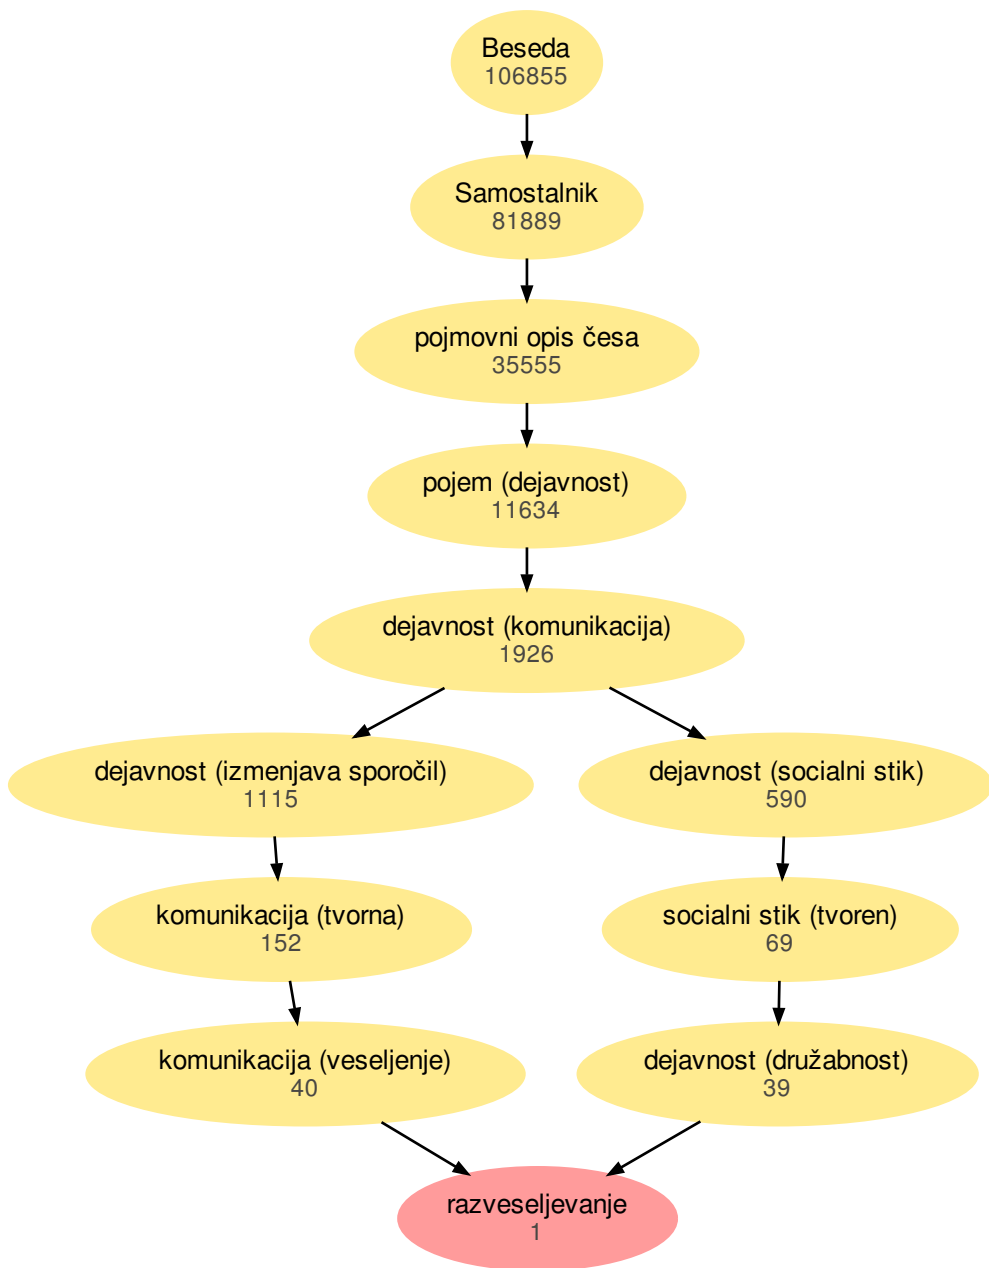 Beseda
106855
Samostalnik
81889
pojmovni opis česa
35555
pojem (dejavnost)
11634
dejavnost (komunikacija)
1926
dejavnost (izmenjava sporočil)
1115
dejavnost (socialni stik)
590
komunikacija (tvorna)
152
socialni stik (tvoren)
69
komunikacija (veseljenje)
40
dejavnost (družabnost)
39
razveseljevanje
1